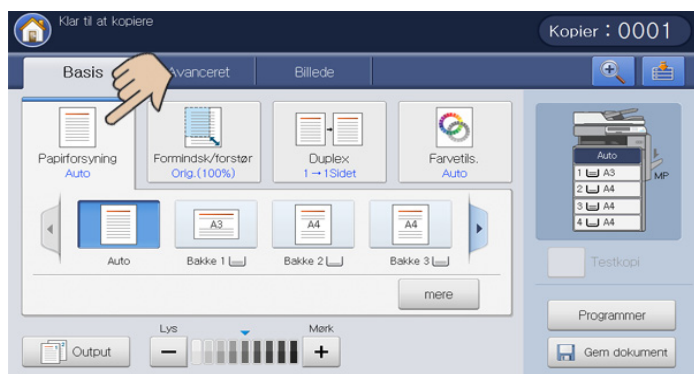 Klar til at kopiere
Kopier : 0001
Basis
Avanceret
Billede
Papirforsyning
Auto
Formindsk/forstør
Orig.(100%)
Duplex
1→1Sidet
Farvetils.
Auto
A3
A4
A4
Auto
Bakke 1
Bakke 2
Bakke 3
mere
Output
Lys
Mørk
Auto
1 A3
2 A4
3 A4
4 A4
MP
Testkopi
Programmer
Gem dokument